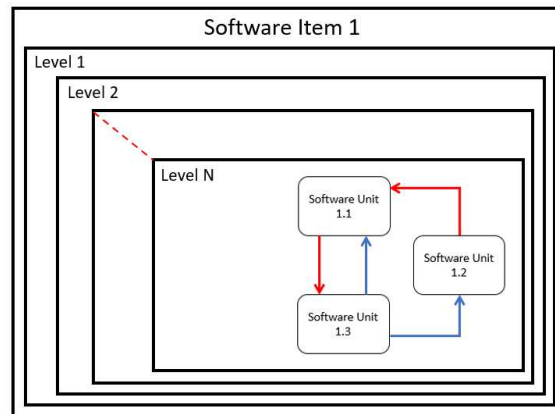 Software Item 1
Level 1
Level 2
Level N
Software Unit
1.1
Software Unit
1.2
Software Unit
1.3